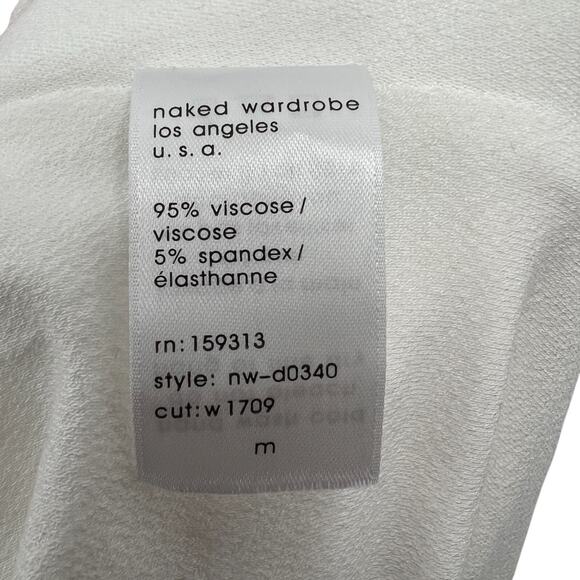 naked wardrobe
los angeles
u. s. a.
95% viscose /
viscose
5% spandex /
élasthanne
rn: 159313
style: nw-d0340
cut: w1709
m